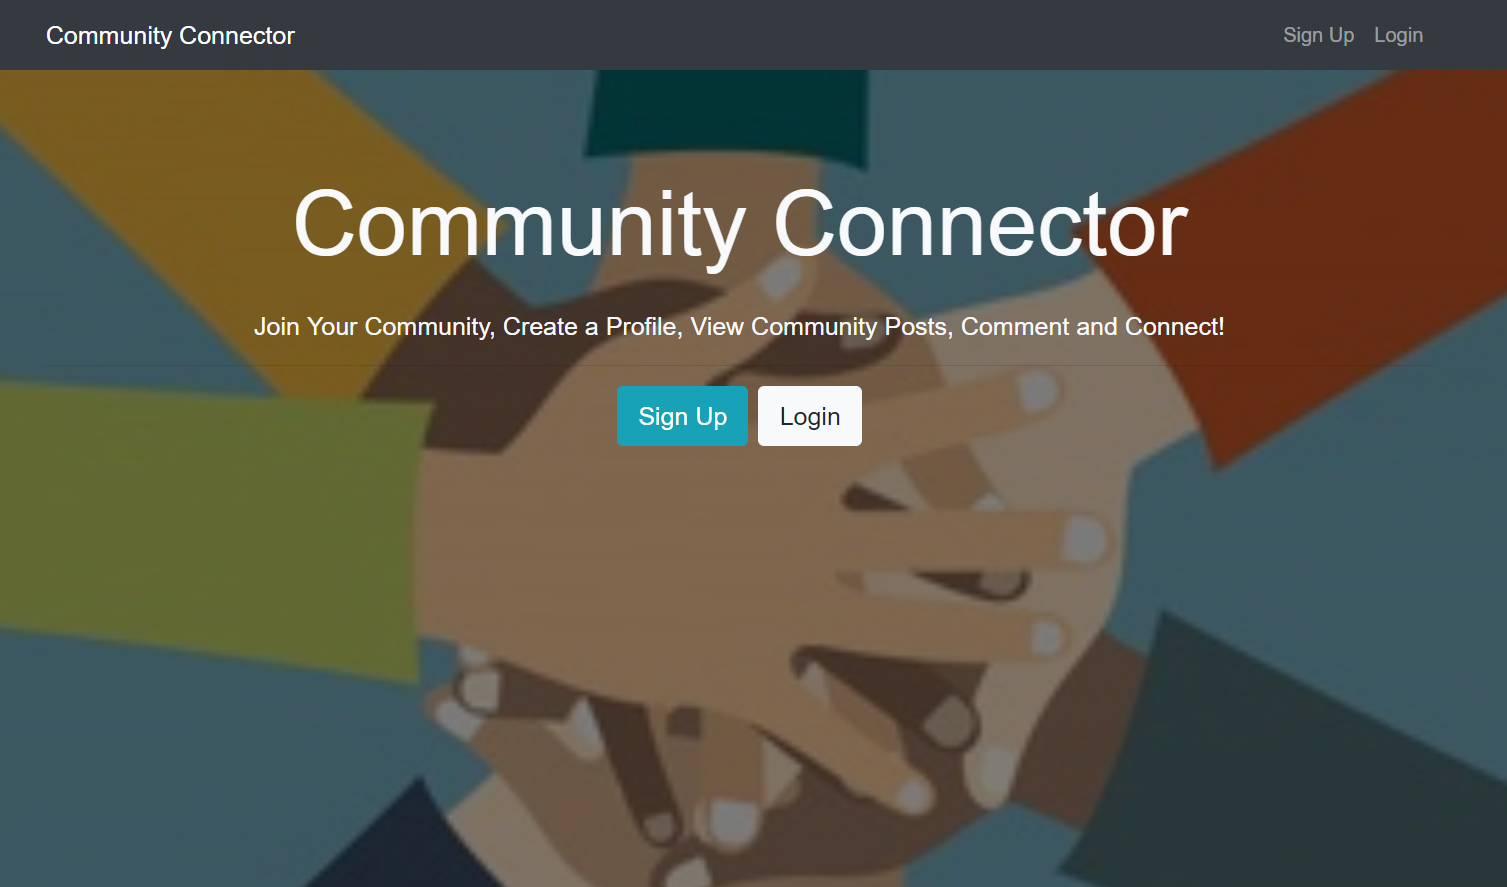 Community Connector
Sign Up Login
Community Connector
Join Your Community, Create a Profile, View Community Posts, Comment and Connect!
Sign Up
Login